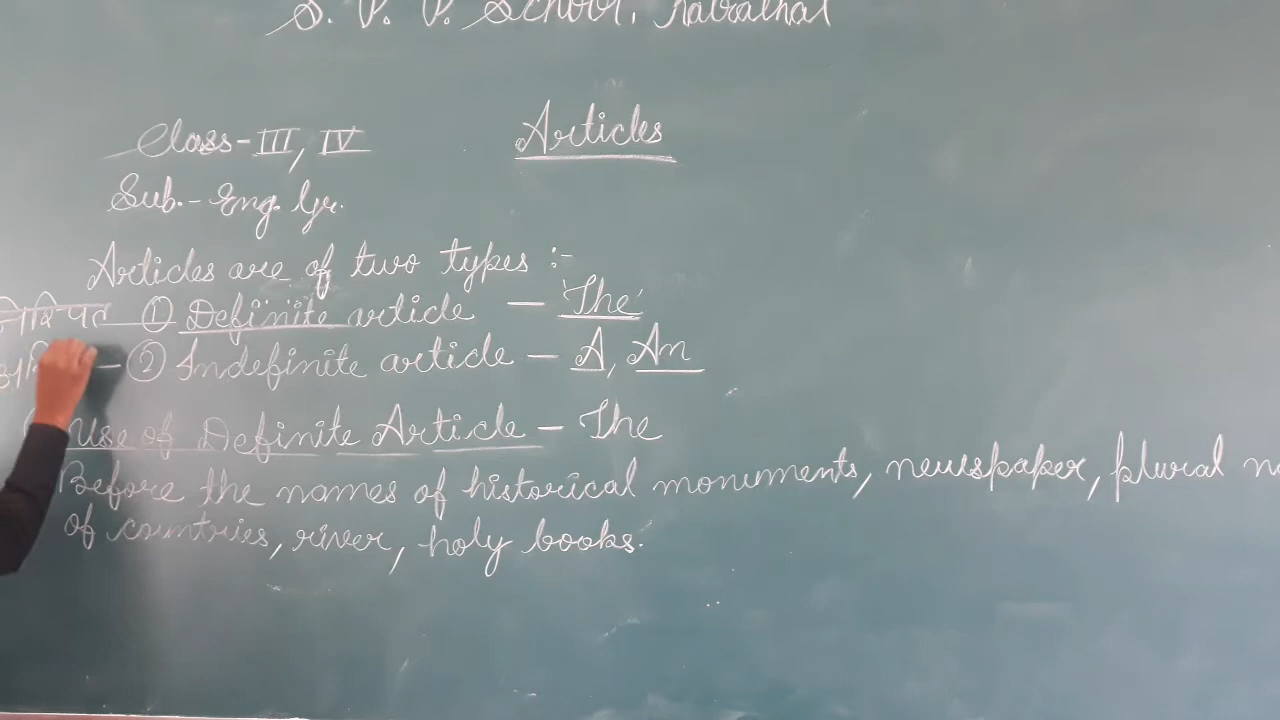 S. V. V. School,
Class-III, IV
Articles
Sub.- Eng. Gr.
Articles are of two types :-
① Definite article — 'The'
— ② Indefinite article — A, An
Use of Definite Article - The
Before the names of historical monuments, newspaper, plural
of countries, river, holy books.